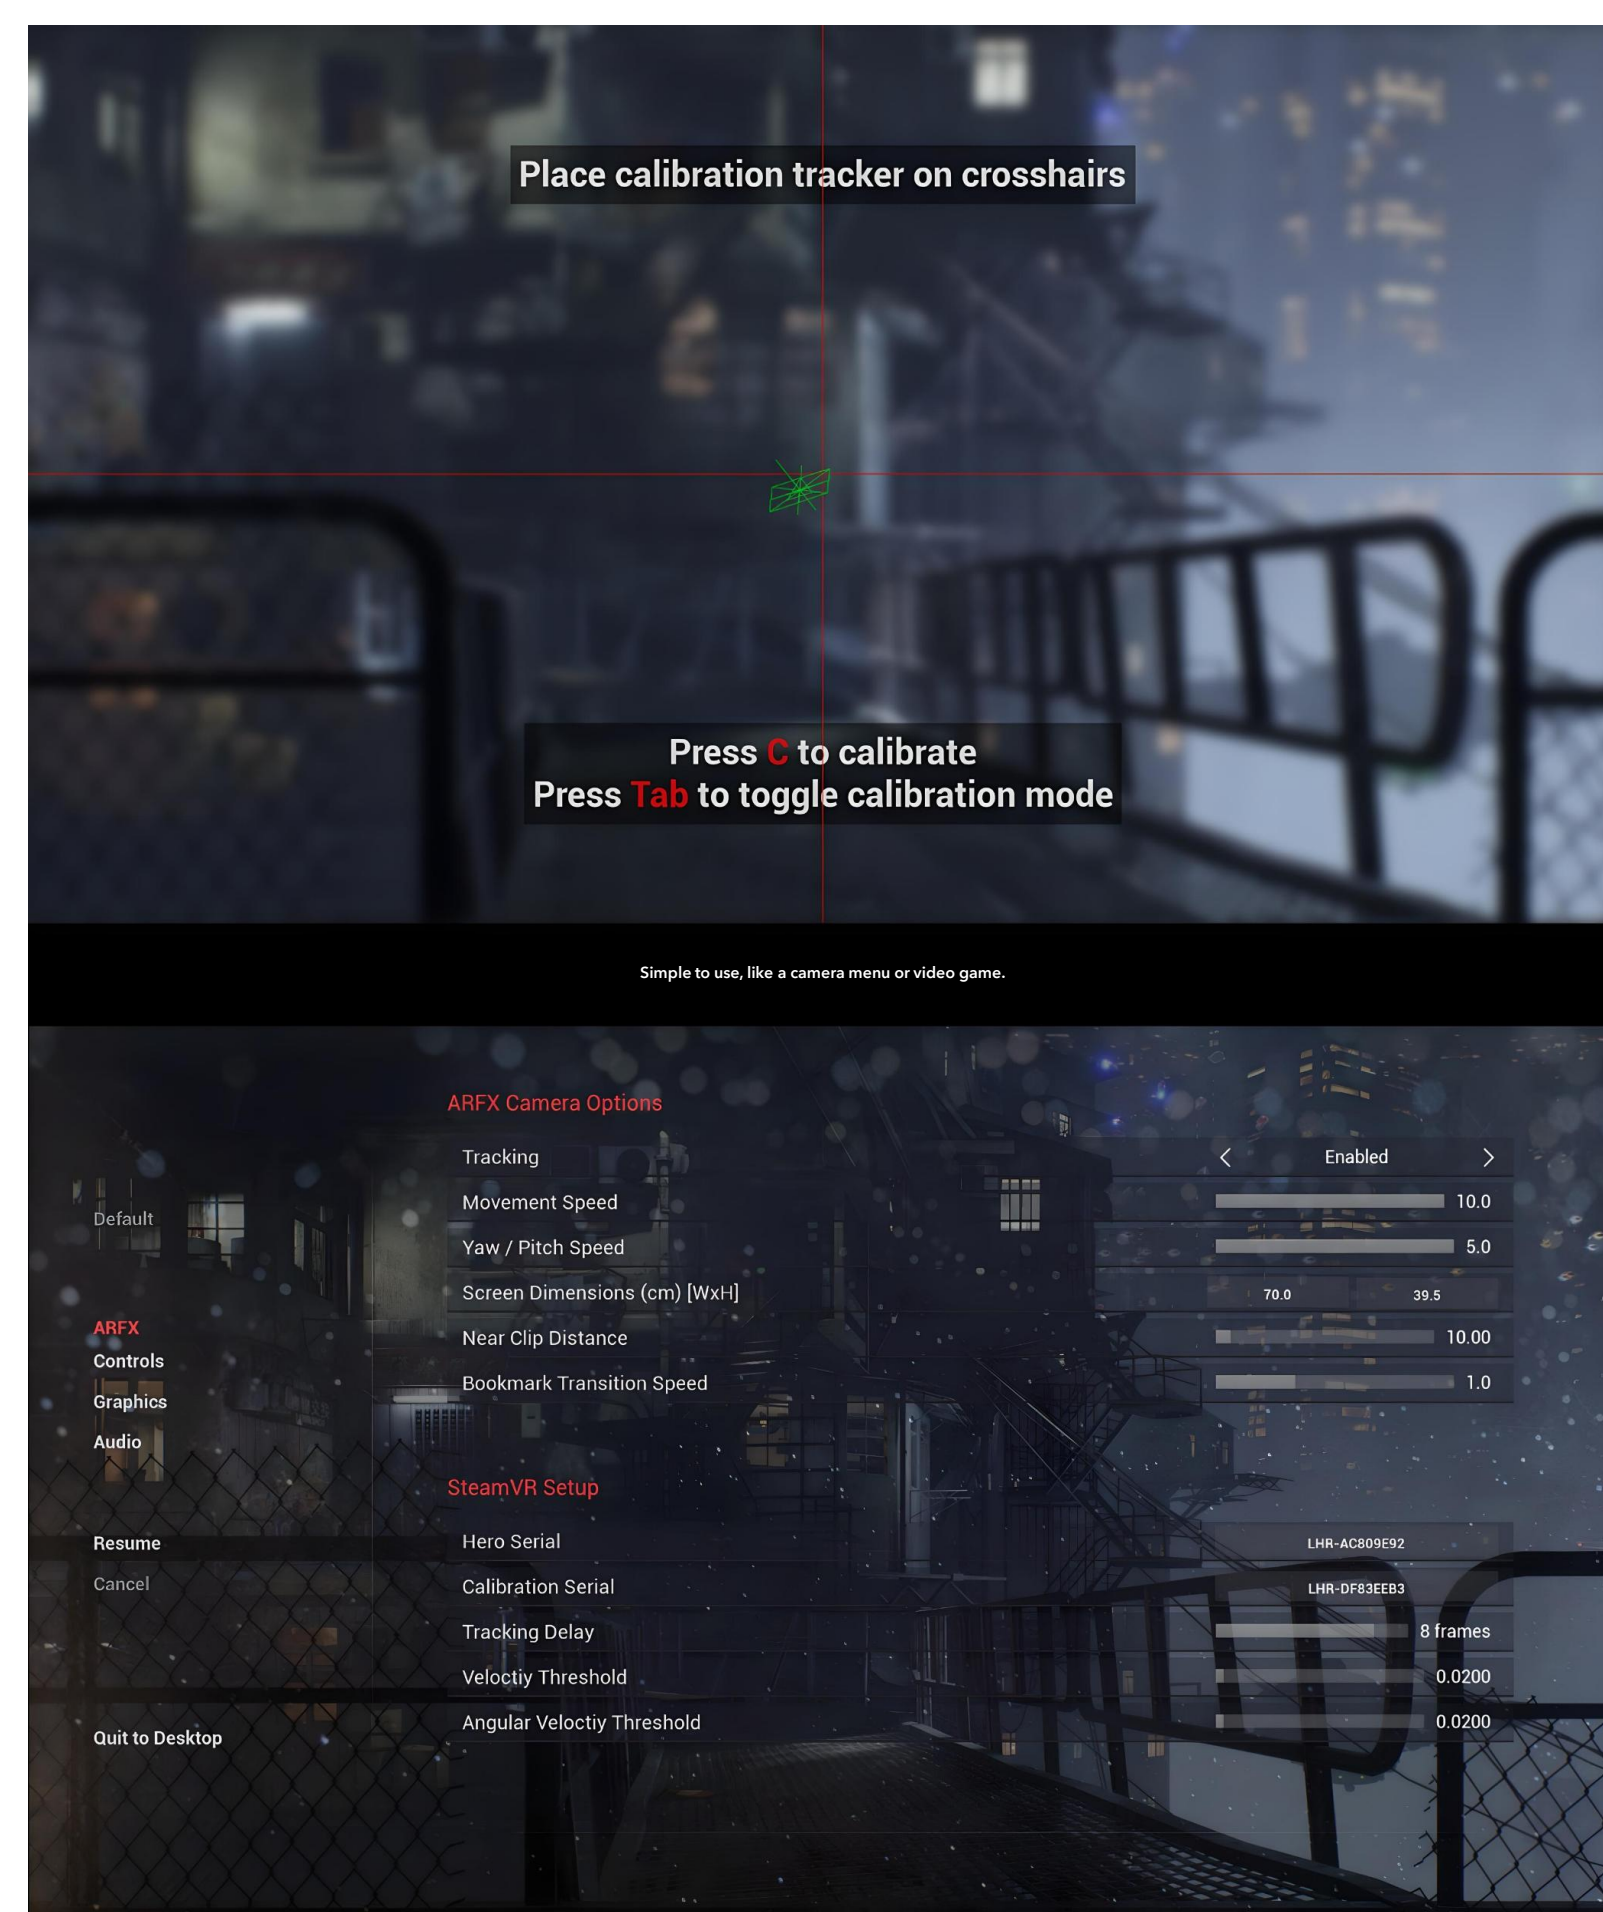 Place calibration tracker on crosshairs
Press C to calibrate
Press Tab to toggle calibration mode
Simple to use, like a camera menu or video game.
ARFX Camera Options
Tracking Enabled
Movement Speed 10.0
Default
Yaw / Pitch Speed 5.0
Screen Dimensions (cm) [WxH] 70.0 39.5
ARFX
Near Clip Distance 10.00
Controls
Bookmark Transition Speed 1.0
Graphics
Audio
SteamVR Setup
Resume
Hero Serial LHR-AC809E92
Cancel
Calibration Serial LHR-DF83EEB3
Tracking Delay 8 frames
Veloctiy Threshold 0.0200
Angular Veloctiy Threshold 0.0200
Quit to Desktop